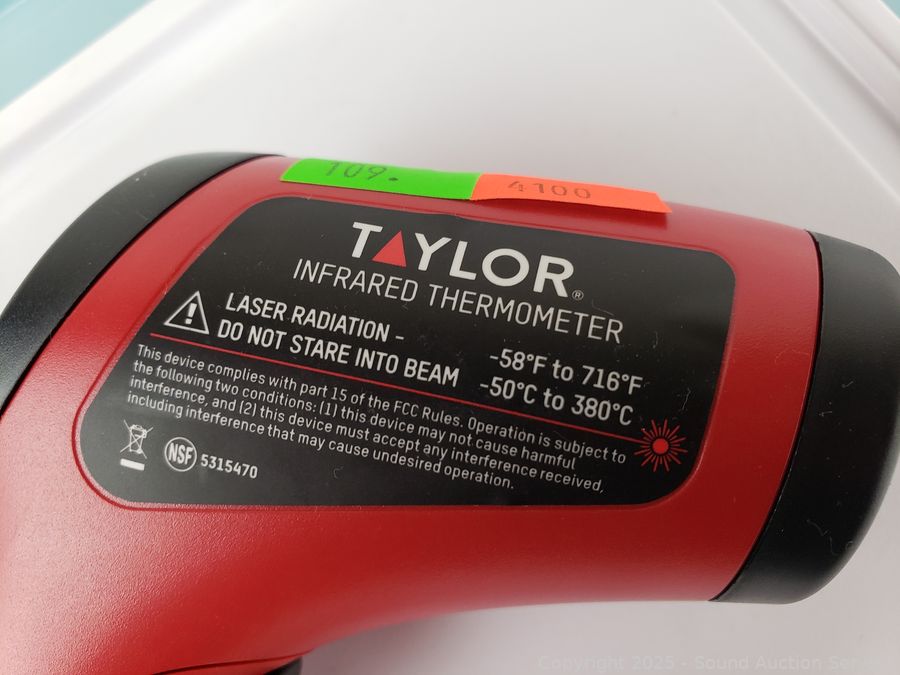 109.
4100
TAYLOR®
INFRARED THERMOMETER
LASER RADIATION -
DO NOT STARE INTO BEAM
-58°F to 716°F
-50°C to 380°C
This device complies with part 15 of the FCC Rules. Operation is subject to
the following two conditions: (1) this device may not cause harmful
interference, and (2) this device must accept any interference received,
including interference that may cause undesired operation.
NSF 5315470
Copyright 2025 - Sound Auction Service